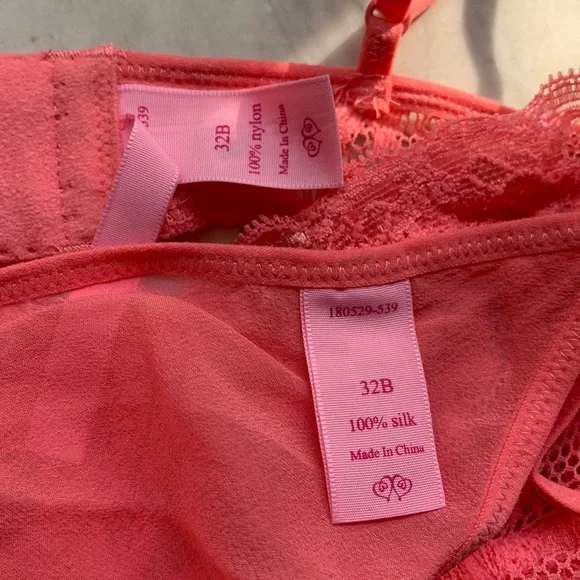 539
32B
100% nylon
Made In China
180529-539
32B
100% silk
Made In China